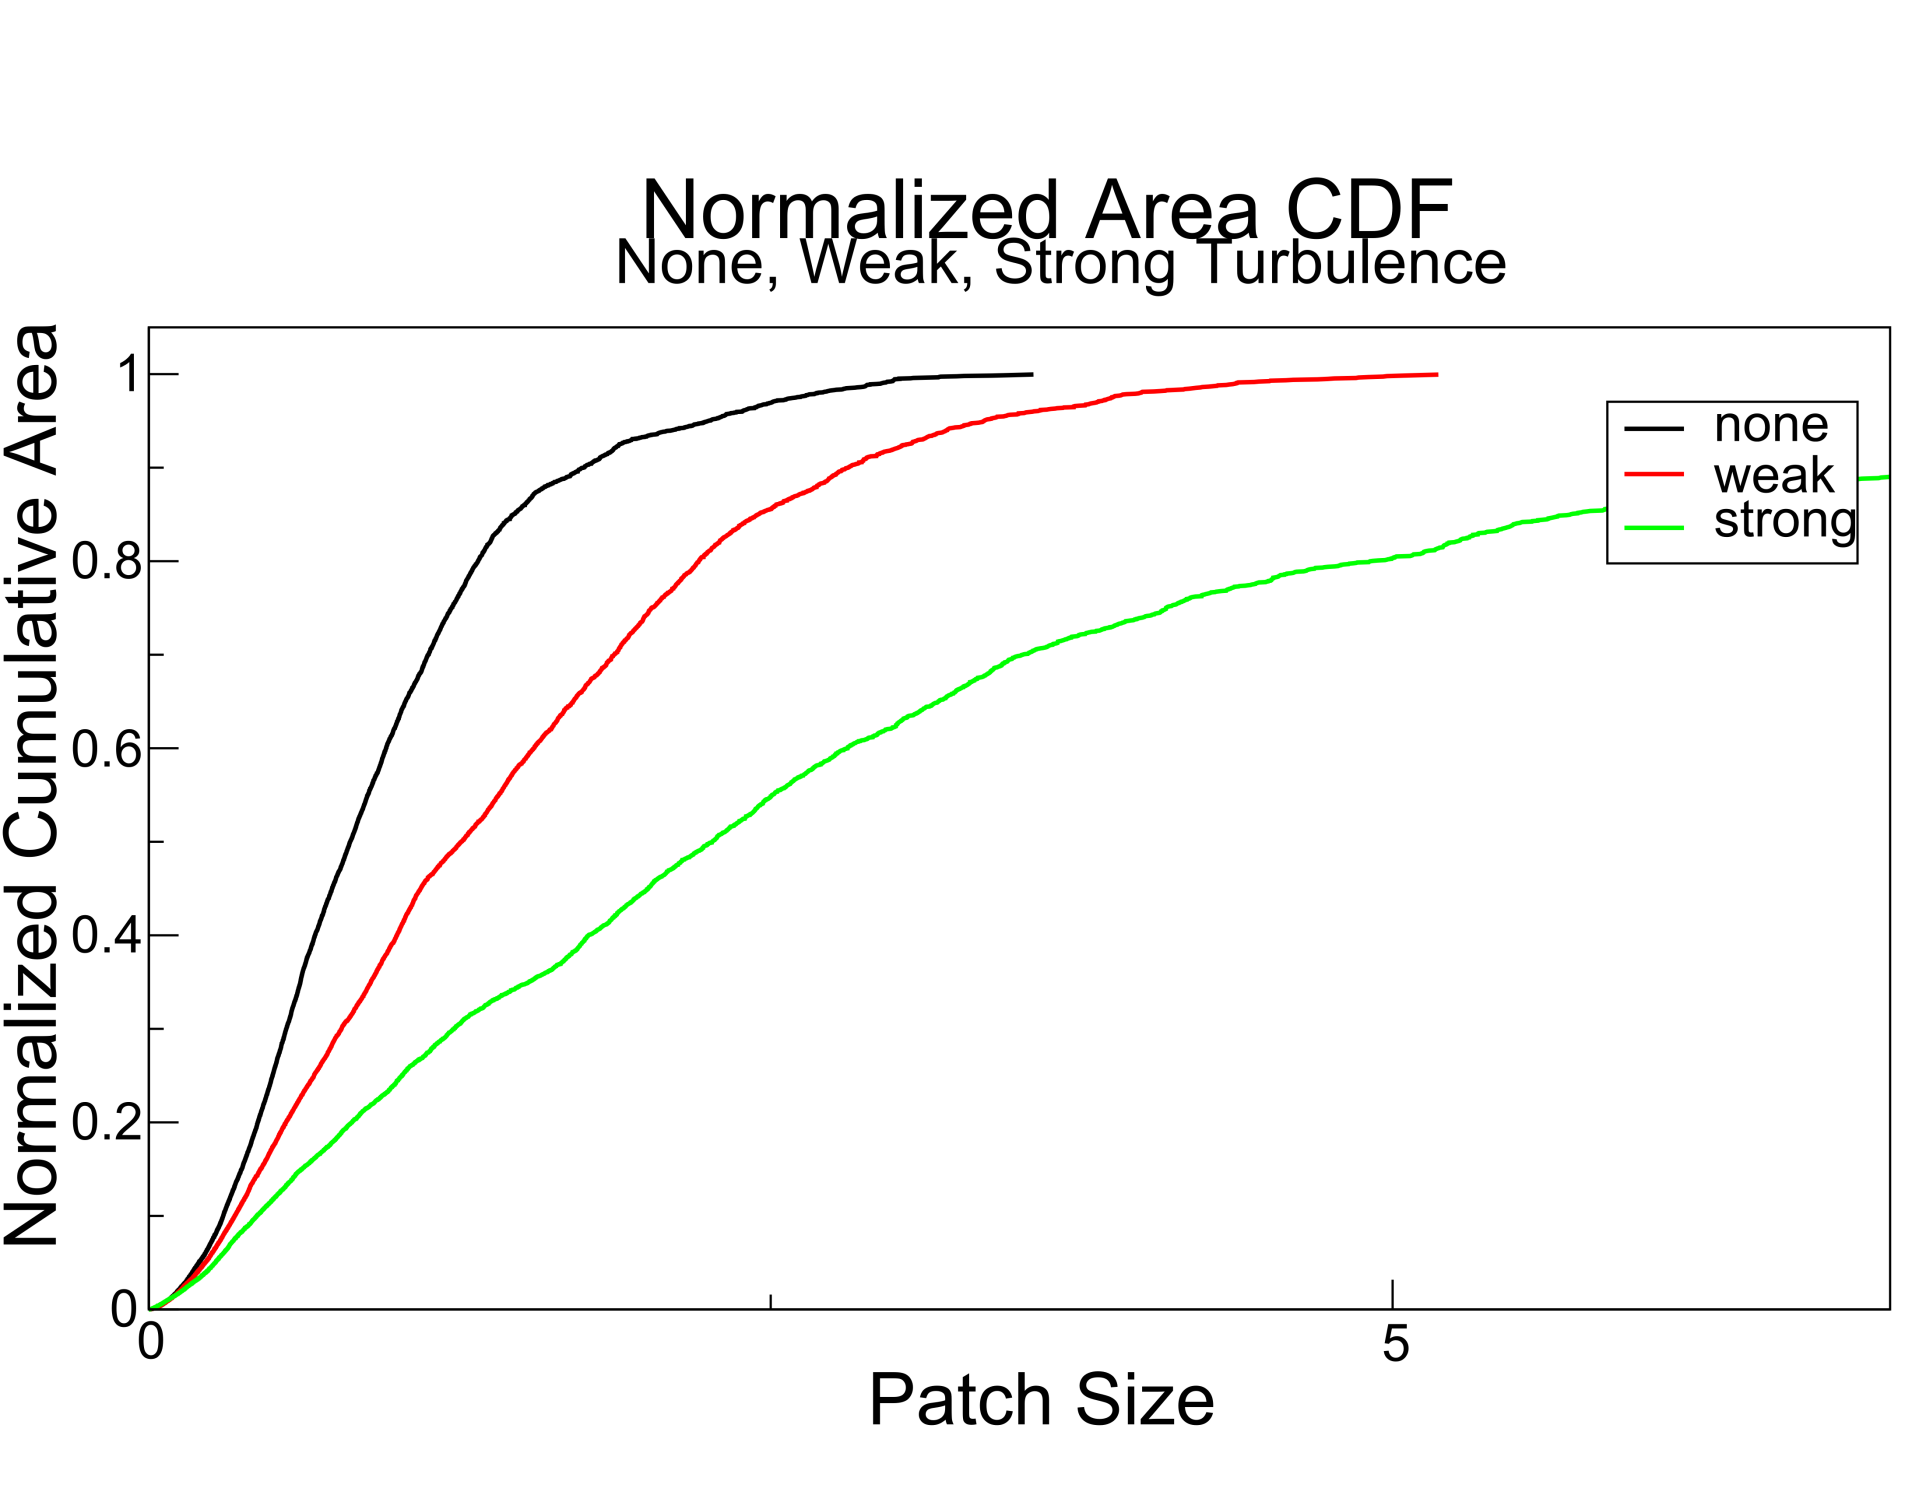 Normalized Area CDF
None, Weak, Strong Turbulence
Normalized Cumulative Area
1
0.8
0.6
0.4
0.2
0
0
5
Patch Size
none
weak
strong